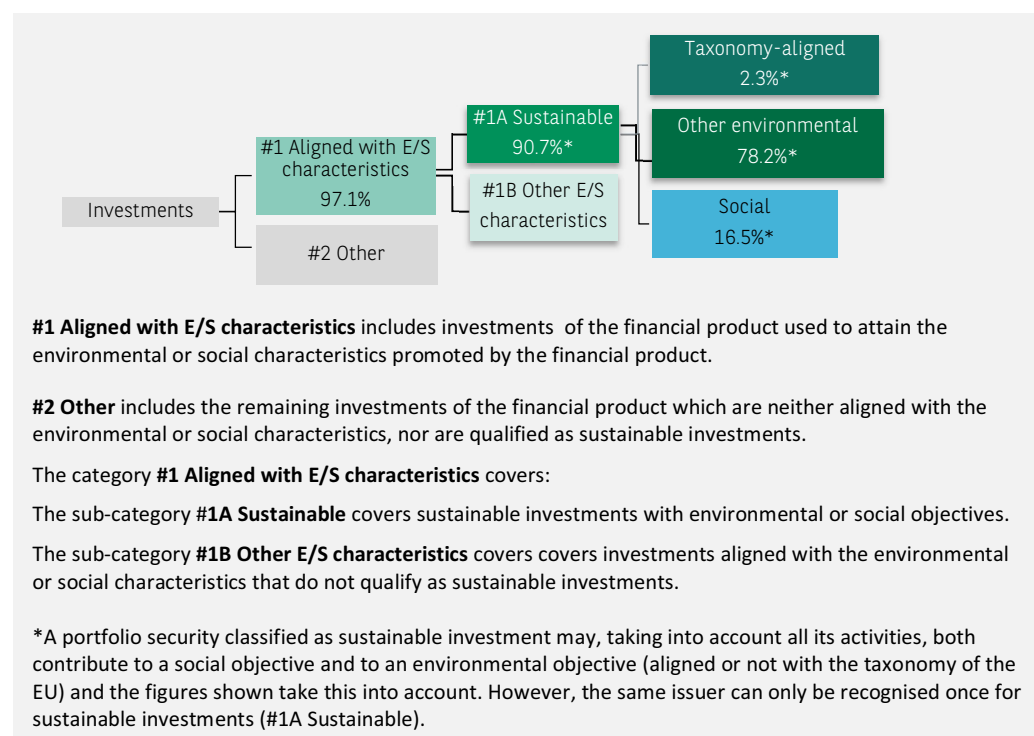 Taxonomy-aligned
2.3%*
#1A Sustainable
90.7%*
Other environmental
78.2%*
#1 Aligned with E/S
characteristics
97.1%
#1B Other E/S
characteristics
Investments
Social
16.5%*
#2 Other
#1 Aligned with E/S characteristics includes investments of the financial product used to attain the
environmental or social characteristics promoted by the financial product.
#2 Other includes the remaining investments of the financial product which are neither aligned with the
environmental or social characteristics, nor are qualified as sustainable investments.
The category #1 Aligned with E/S characteristics covers:
The sub-category #1A Sustainable covers sustainable investments with environmental or social objectives.
The sub-category #1B Other E/S characteristics covers covers investments aligned with the environmental
or social characteristics that do not qualify as sustainable investments.
*A portfolio security classified as sustainable investment may, taking into account all its activities, both
contribute to a social objective and to an environmental objective (aligned or not with the taxonomy of the
EU) and the figures shown take this into account. However, the same issuer can only be recognised once for
sustainable investments (#1A Sustainable).